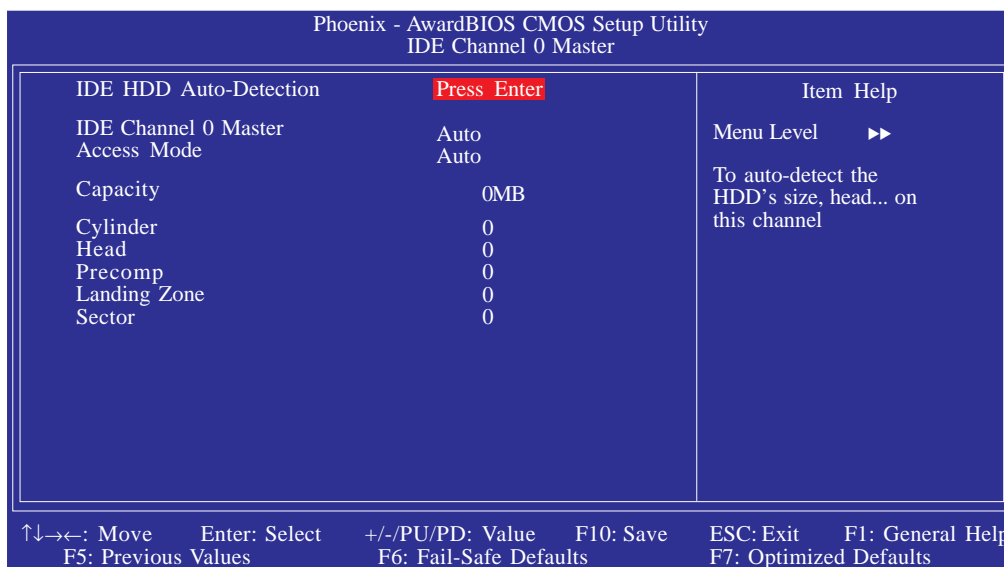 Phoenix - AwardBIOS CMOS Setup Utility
IDE Channel 0 Master
IDE HDD Auto-Detection Press Enter
IDE Channel 0 Master Auto
Access Mode Auto
Capacity 0MB
Cylinder 0
Head 0
Precomp 0
Landing Zone 0
Sector 0
Item Help
Menu Level ▶▶
To auto-detect the
HDD's size, head... on
this channel
↑↓→←: Move Enter: Select +/-/PU/PD: Value F10: Save ESC: Exit F1: General Help
F5: Previous Values F6: Fail-Safe Defaults F7: Optimized Defaults